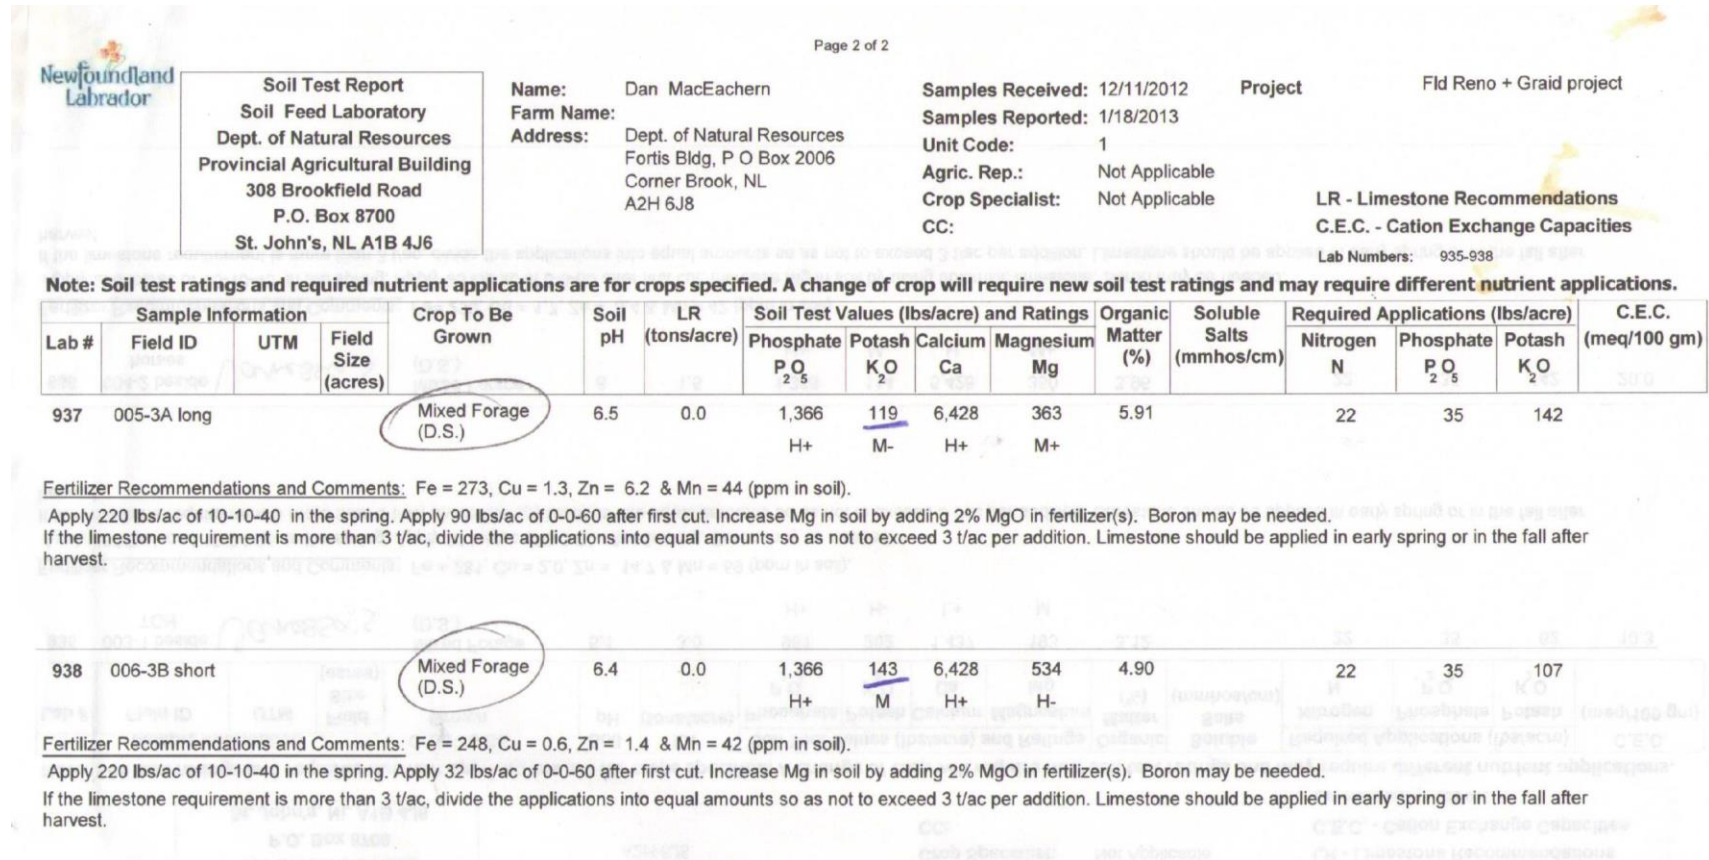 Page 2 of 2
Newfoundland
Labrador
Soil Test Report
Soil Feed Laboratory
Dept. of Natural Resources
Provincial Agricultural Building
308 Brookfield Road
P.O. Box 8700
St. John's, NL A1B 4J6
Name: Dan MacEachern
Farm Name:
Address: Dept. of Natural Resources
Fortis Bldg, P O Box 2006
Corner Brook, NL
A2H 6J8
Samples Received: 12/11/2012
Samples Reported: 1/18/2013
Unit Code: 1
Agric. Rep.: Not Applicable
Crop Specialist: Not Applicable
CC:
Project Fld Reno + Graid project
LR - Limestone Recommendations
C.E.C. - Cation Exchange Capacities
Lab Numbers: 935-938
Note: Soil test ratings and required nutrient applications are for crops specified. A change of crop will require new soil test ratings and may require different nutrient applications.
Sample Information Crop To Be Grown Soil pH LR (tons/acre) Soil Test Values (lbs/acre) and Ratings Organic Matter (%) Soluble Salts (mmhos/cm) Required Applications (lbs/acre) C.E.C. (meq/100 gm)
Lab # Field ID UTM Field Size (acres) Phosphate P2O5 Potash K2O Calcium Ca Magnesium Mg Nitrogen N Phosphate P2O5 Potash K2O
937 005-3A long Mixed Forage 6.5 0.0 1,366 119 6,428 363 5.91 22 35 142
(D.S.)
H+ M- H+ M+
Fertilizer Recommendations and Comments: Fe = 273, Cu = 1.3, Zn = 6.2 & Mn = 44 (ppm in soil).
Apply 220 lbs/ac of 10-10-40 in the spring. Apply 90 lbs/ac of 0-0-60 after first cut. Increase Mg in soil by adding 2% MgO in fertilizer(s). Boron may be needed.
If the limestone requirement is more than 3 t/ac, divide the applications into equal amounts so as not to exceed 3 t/ac per addition. Limestone should be applied in early spring or in the fall after
harvest.
938 006-3B short Mixed Forage 6.4 0.0 1,366 143 6,428 534 4.90 22 35 107
(D.S.)
H+ M H+ H-
Fertilizer Recommendations and Comments: Fe = 248, Cu = 0.6, Zn = 1.4 & Mn = 42 (ppm in soil).
Apply 220 lbs/ac of 10-10-40 in the spring. Apply 32 lbs/ac of 0-0-60 after first cut. Increase Mg in soil by adding 2% MgO in fertilizer(s). Boron may be needed.
If the limestone requirement is more than 3 t/ac, divide the applications into equal amounts so as not to exceed 3 t/ac per addition. Limestone should be applied in early spring or in the fall after
harvest.